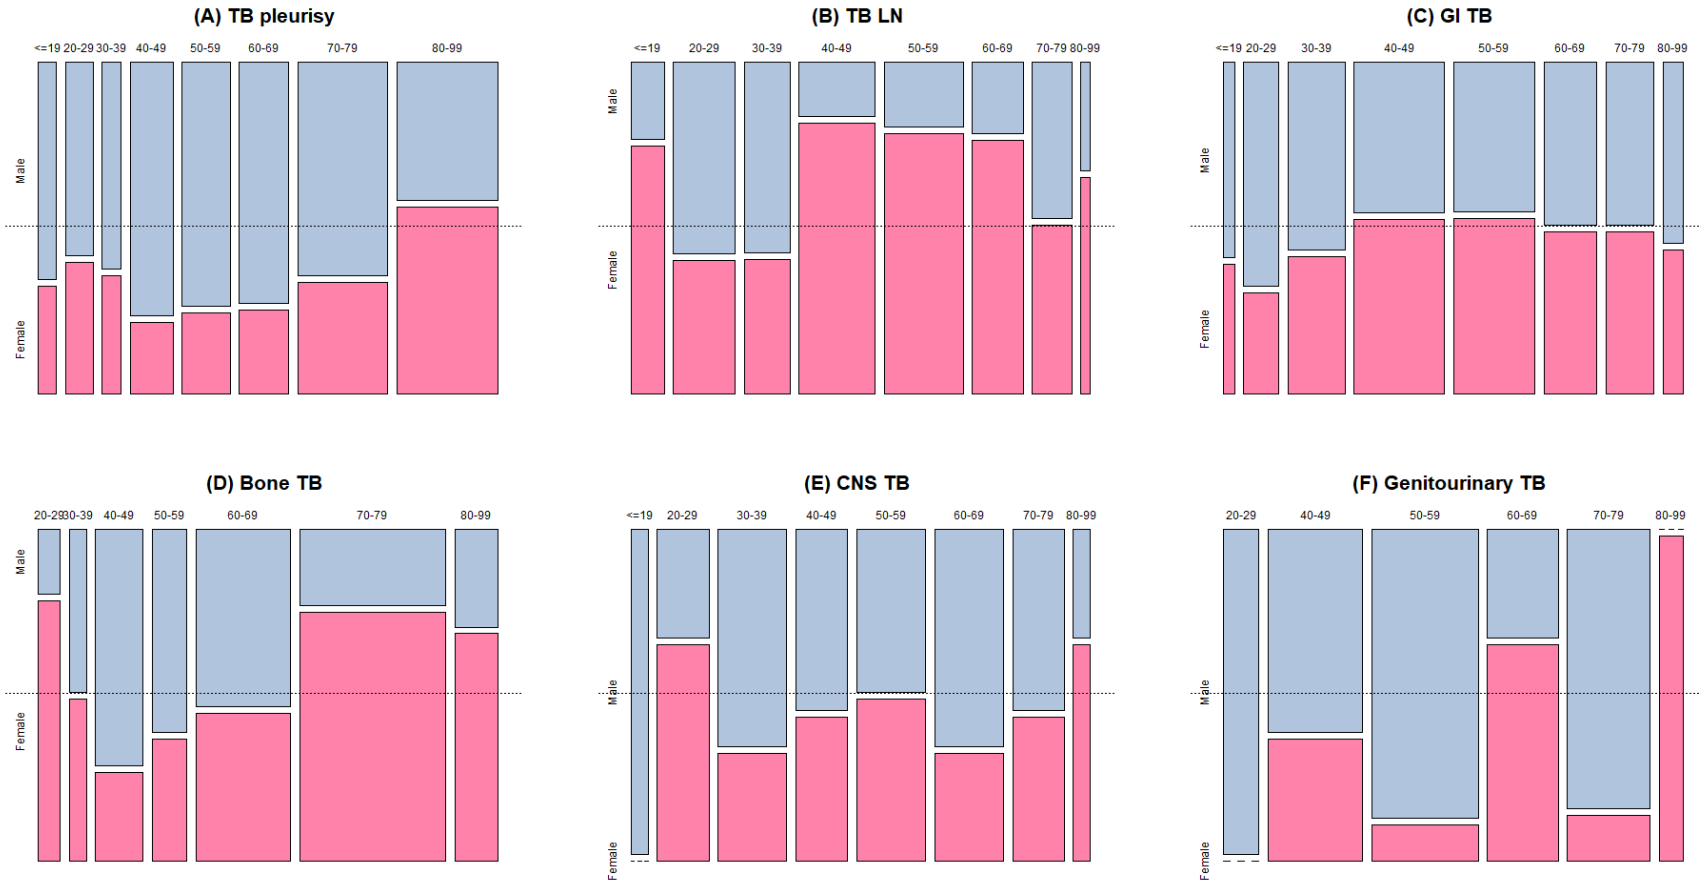 (A) TB pleurisy
<=19 20-29 30-39 40-49 50-59 60-69 70-79 80-99
Male
Female
(B) TB LN
<=19 20-29 30-39 40-49 50-59 60-69 70-79 80-99
Male
Female
(C) GI TB
<=19 20-29 30-39 40-49 50-59 60-69 70-79 80-99
Male
Female
(D) Bone TB
20-29 30-39 40-49 50-59 60-69 70-79 80-99
Male
Female
(E) CNS TB
<=19 20-29 30-39 40-49 50-59 60-69 70-79 80-99
Male
Female
(F) Genitourinary TB
20-29 40-49 50-59 60-69 70-79 80-99
Male
Female